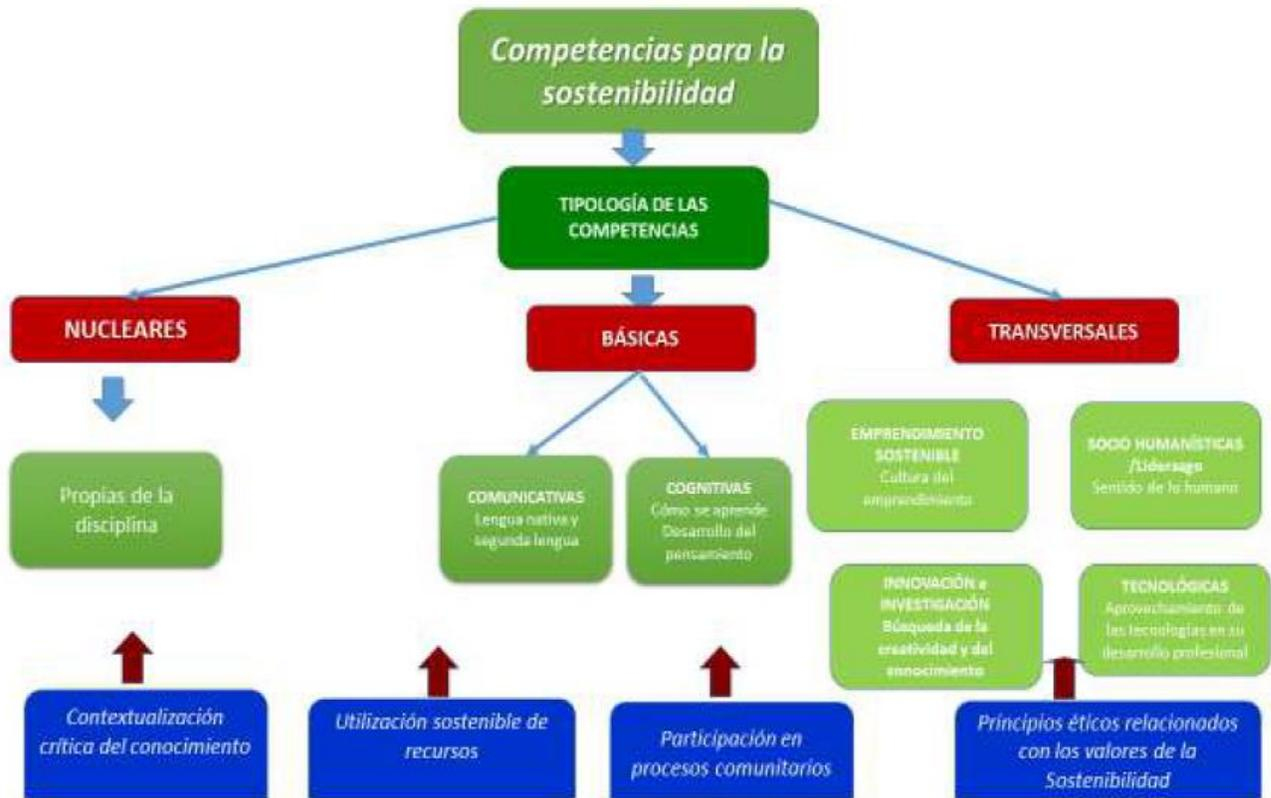 Competencias para la
sostenibilidad
TIPOLOGÍA DE LAS
COMPETENCIAS
NUCLEARES
BÁSICAS
TRANSVERSALES
Propias de la
disciplina
COMUNICATIVAS
Lengua nativa y
segunda lengua
COGNITIVAS
Cómo se aprende
Desarrollo del
pensamiento
EMPRENDIMIENTO
SOSTENIBLE
Cultura del
emprendimiento
SOCIO HUMANÍSTICAS
/Liderazgo
Sentido de lo humano
INNOVACIÓN e
INVESTIGACIÓN
Búsqueda de la
creatividad y del
conocimiento
TECNOLÓGICAS
Aprovechamiento de
las tecnologías en su
desarrollo profesional
Contextualización
crítica del conocimiento
Utilización sostenible de
recursos
Participación en
procesos comunitarios
Principios éticos relacionados
con los valores de la
Sostenibilidad